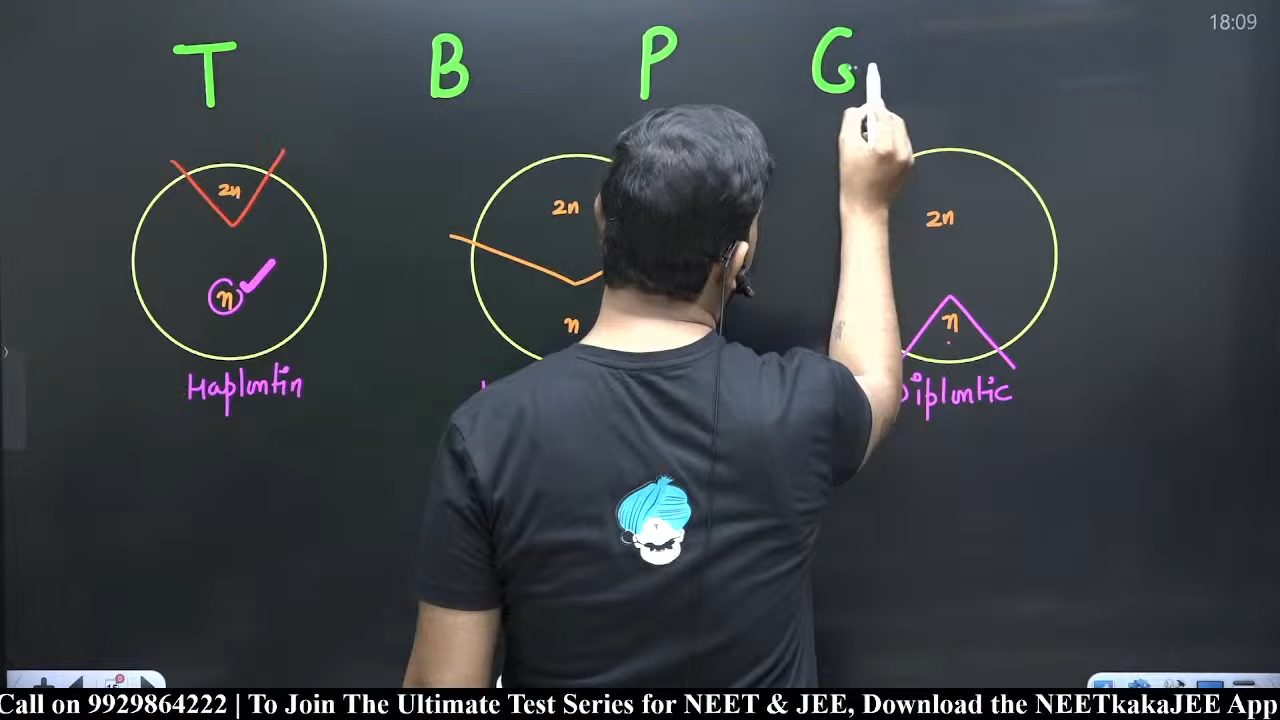 18:09
T B P G
2n
2n
2n
n
n
n
Haplontin
Diplontic
Call on 9929864222 | To Join The Ultimate Test Series for NEET & JEE, Download the NEETkakaJEE App